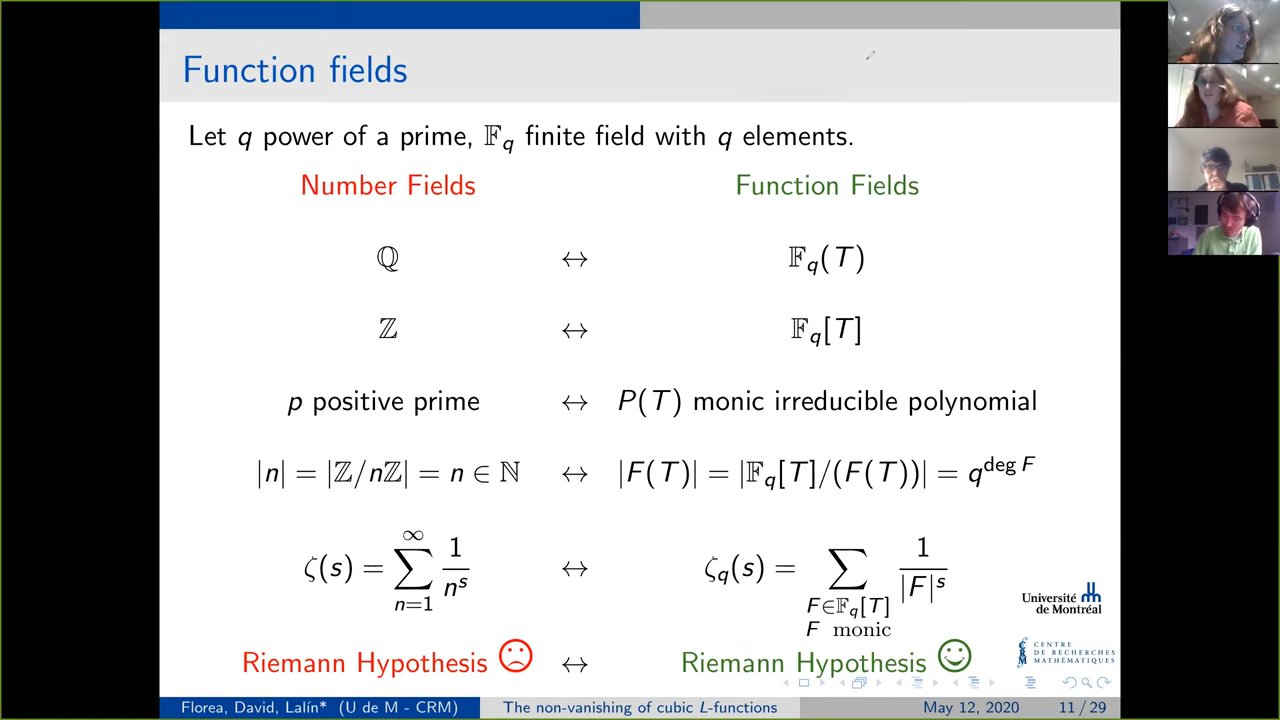 Function fields
Let q power of a prime, 𝔽_q finite field with q elements.
Number Fields Function Fields
ℚ ↔ 𝔽_q(T)
ℤ ↔ 𝔽_q[T]
p positive prime ↔ P(T) monic irreducible polynomial
|n| = |ℤ/nℤ| = n ∈ ℕ ↔ |F(T)| = |𝔽_q[T]/(F(T))| = q^{deg F}
ζ(s) = ∑_{n=1}^{∞} 1/n^s ↔ ζ_q(s) = ∑_{F∈𝔽_q[T] F monic} 1/|F|^s
Université de Montréal
Riemann Hypothesis ☹ ↔ Riemann Hypothesis ☺
CRM CENTRE DE RECHERCHES MATHÉMATIQUES
Florea, David, Lalín* (U de M - CRM) The non-vanishing of cubic L-functions May 12, 2020 11 / 29